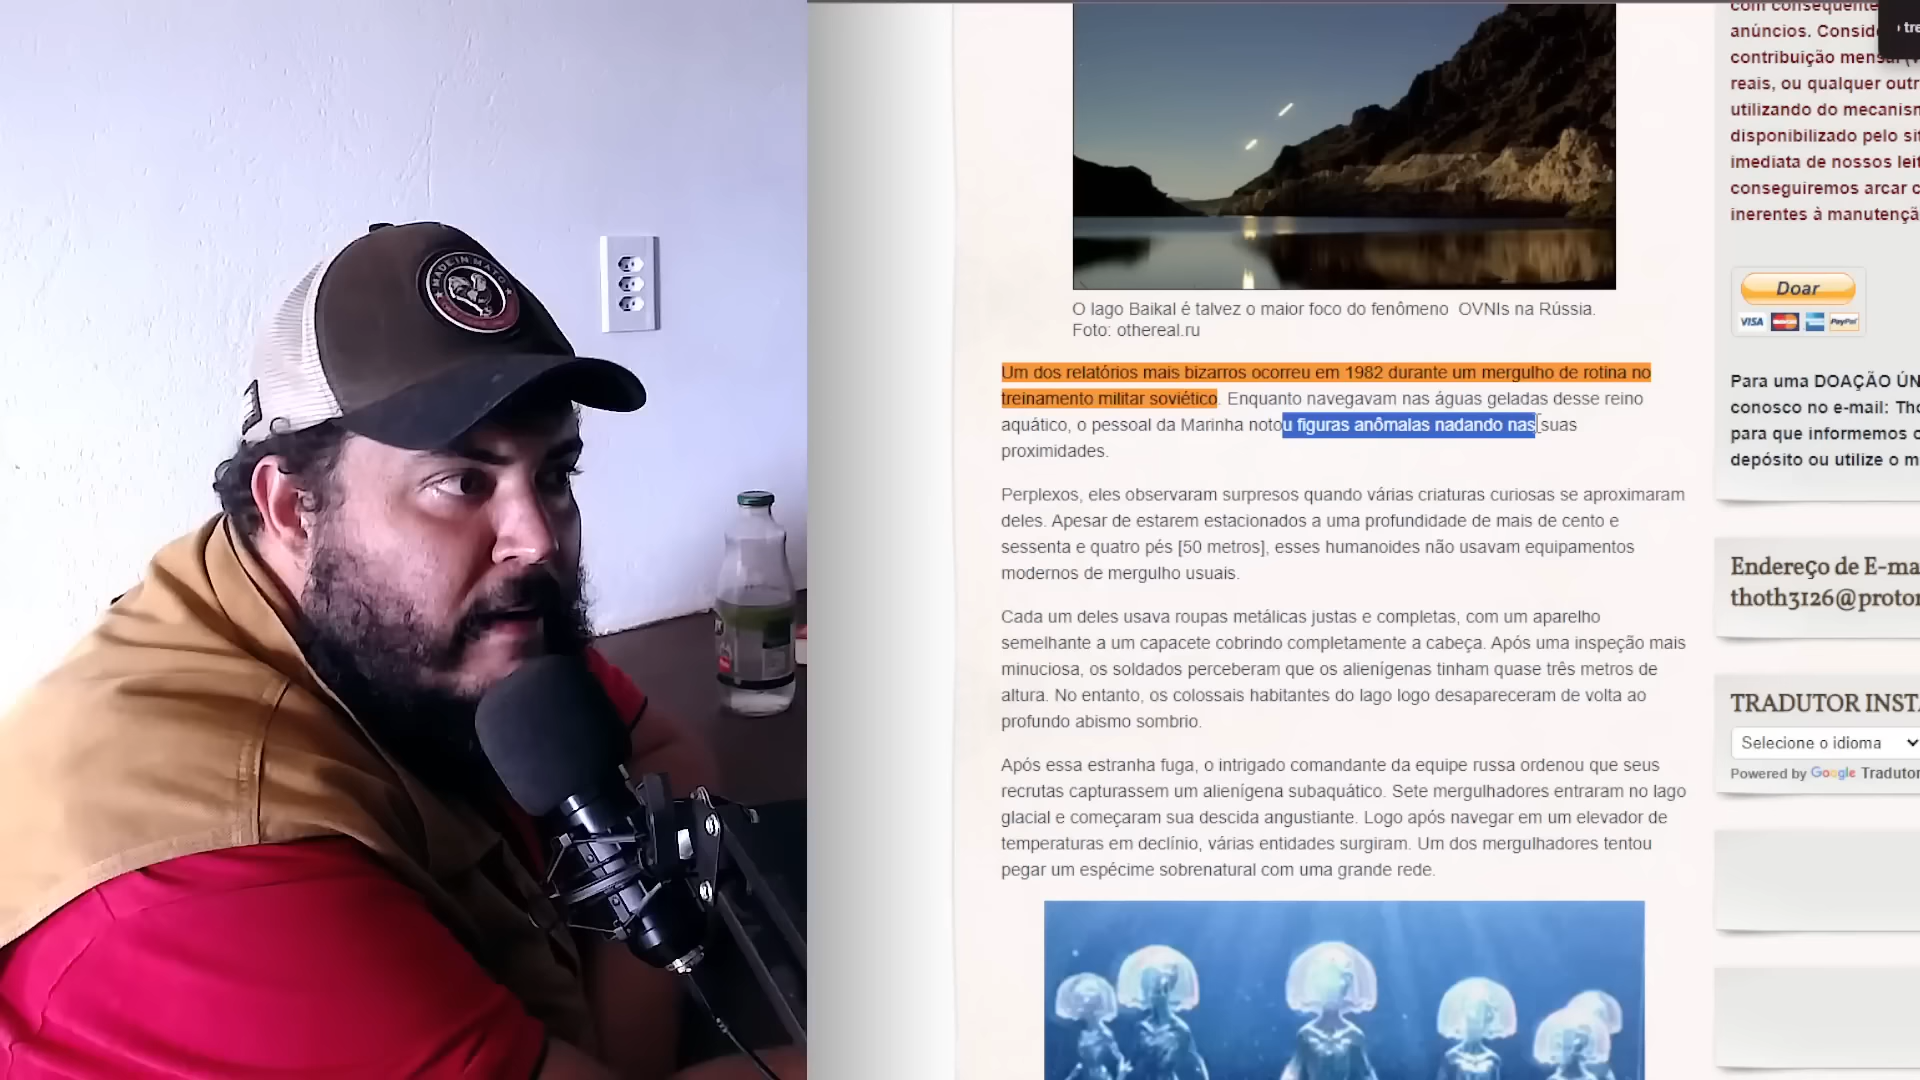 MADE IN MATO
O lago Baikal é talvez o maior foco do fenômeno OVNIs na Rússia.
Foto: othereal.ru
Um dos relatórios mais bizarros ocorreu em 1982 durante um mergulho de rotina no
treinamento militar soviético. Enquanto navegavam nas águas geladas desse reino
aquático, o pessoal da Marinha notou figuras anômalas nadando nas suas
proximidades.
Perplexos, eles observaram surpresos quando várias criaturas curiosas se aproximaram
deles. Apesar de estarem estacionados a uma profundidade de mais de cento e
sessenta e quatro pés [50 metros], esses humanoides não usavam equipamentos
modernos de mergulho usuais.
Cada um deles usava roupas metálicas justas e completas, com um aparelho
semelhante a um capacete cobrindo completamente a cabeça. Após uma inspeção mais
minuciosa, os soldados perceberam que os alienígenas tinham quase três metros de
altura. No entanto, os colossais habitantes do lago logo desapareceram de volta ao
profundo abismo sombrio.
Após essa estranha fuga, o intrigado comandante da equipe russa ordenou que seus
recrutas capturassem um alienígena subaquático. Sete mergulhadores entraram no lago
glacial e começaram sua descida angustiante. Logo após navegar em um elevador de
temperaturas em declínio, várias entidades surgiram. Um dos mergulhadores tentou
pegar um espécime sobrenatural com uma grande rede.
com consequente
anúncios. Consid
tre
contribuição mensa
reais, ou qualquer outr
utilizando do mecanism
disponibilizado pelo sit
imediata de nossos leit
conseguiremos arcar c
inerentes à manutençã
Doar
VISA MasterCard PayPal
Para uma DOAÇÃO ÚN
conosco no e-mail: Tho
para que informemos o
depósito ou utilize o m
Endereço de E-ma
thoth3126@proton
TRADUTOR INSTA
Selecione o idioma
Powered by Google Tradutor